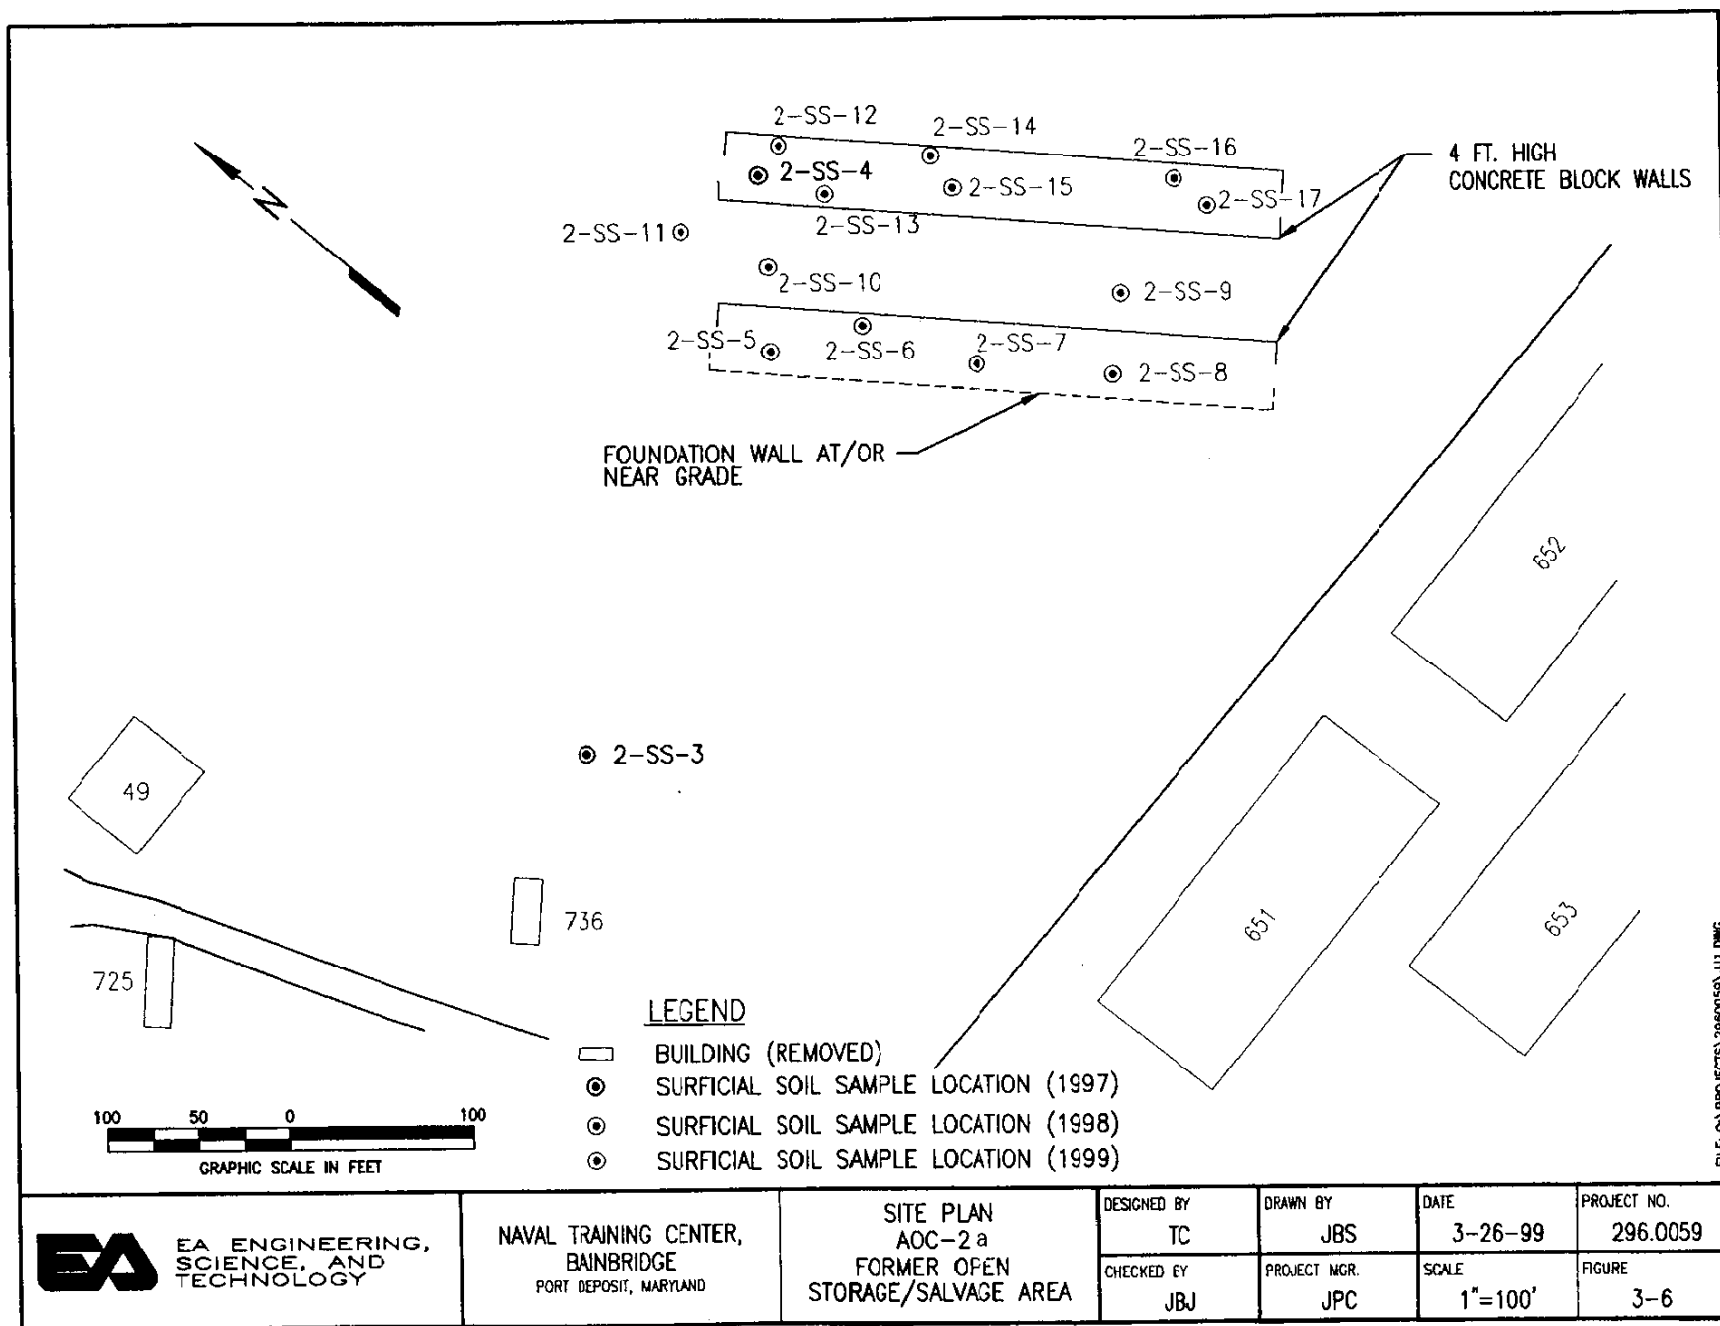 2-SS-12
2-SS-14
2-SS-16
4 FT. HIGH
CONCRETE BLOCK WALLS
2-SS-4
2-SS-15
2-SS-17
2-SS-13
2-SS-11
N
2-SS-10
2-SS-9
2-SS-5
2-SS-6
2-SS-7
2-SS-8
FOUNDATION WALL AT/OR
NEAR GRADE
652
2-SS-3
49
736
651
653
725
LEGEND
BUILDING (REMOVED)
SURFICIAL SOIL SAMPLE LOCATION (1997)
SURFICIAL SOIL SAMPLE LOCATION (1998)
SURFICIAL SOIL SAMPLE LOCATION (1999)
100 50 0 100
GRAPHIC SCALE IN FEET
EA
EA ENGINEERING,
SCIENCE, AND
TECHNOLOGY
NAVAL TRAINING CENTER,
BAINBRIDGE
PORT DEPOSIT, MARYLAND
SITE PLAN
AOC-2a
FORMER OPEN
STORAGE/SALVAGE AREA
DESIGNED BY
TC
DRAWN BY
JBS
DATE
3-26-99
PROJECT NO.
296.0059
CHECKED BY
JBJ
PROJECT MGR.
JPC
SCALE
1"=100'
FIGURE
3-6